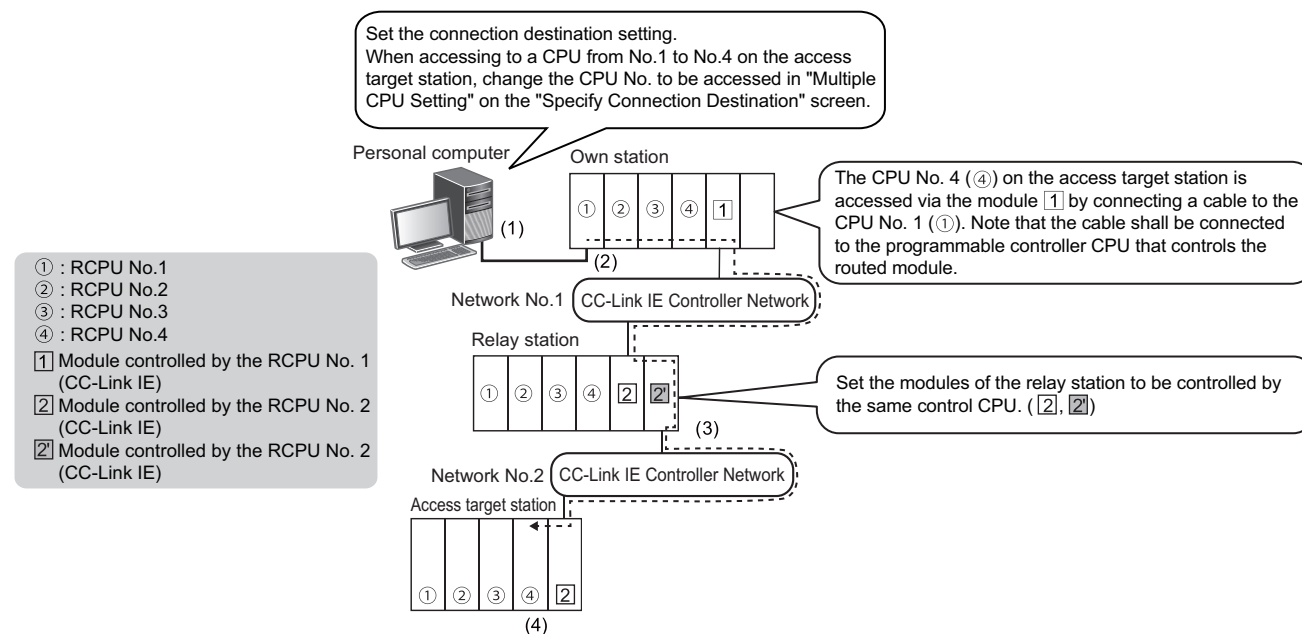 Set the connection destination setting.
When accessing to a CPU from No.1 to No.4 on the access
target station, change the CPU No. to be accessed in "Multiple
CPU Setting" on the "Specify Connection Destination" screen.
Personal computer
Own station
(1)
① ② ③ ④ 1
(2)
The CPU No. 4 (④) on the access target station is
accessed via the module 1 by connecting a cable to the
CPU No. 1 (①). Note that the cable shall be connected
to the programmable controller CPU that controls the
routed module.
① : RCPU No.1
② : RCPU No.2
③ : RCPU No.3
④ : RCPU No.4
1 Module controlled by the RCPU No. 1
(CC-Link IE)
2 Module controlled by the RCPU No. 2
(CC-Link IE)
2' Module controlled by the RCPU No. 2
(CC-Link IE)
Network No.1 CC-Link IE Controller Network
Relay station
① ② ③ ④ 2 2'
Set the modules of the relay station to be controlled by
the same control CPU. ( 2, 2')
(3)
Network No.2 CC-Link IE Controller Network
Access target station
① ② ③ ④ 2
(4)